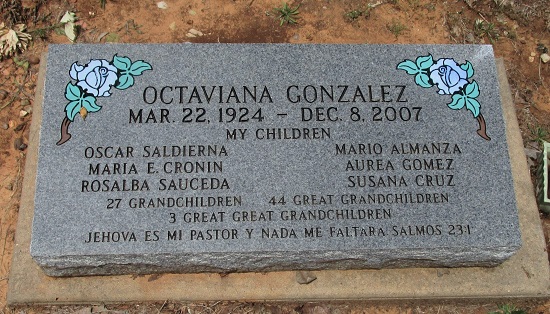 OCTAVIANA GONZALEZ
MAR. 22, 1924 - DEC. 8, 2007
MY CHILDREN
OSCAR SALDIERNA MARIO ALMANZA
MARIA E. CRONIN AUREA GOMEZ
ROSALBA SAUCEDA SUSANA CRUZ
27 GRANDCHILDREN 44 GREAT GRANDCHILDREN
3 GREAT GREAT GRANDCHILDREN
JEHOVA ES MI PASTOR Y NADA ME FALTARA SALMOS 23:1